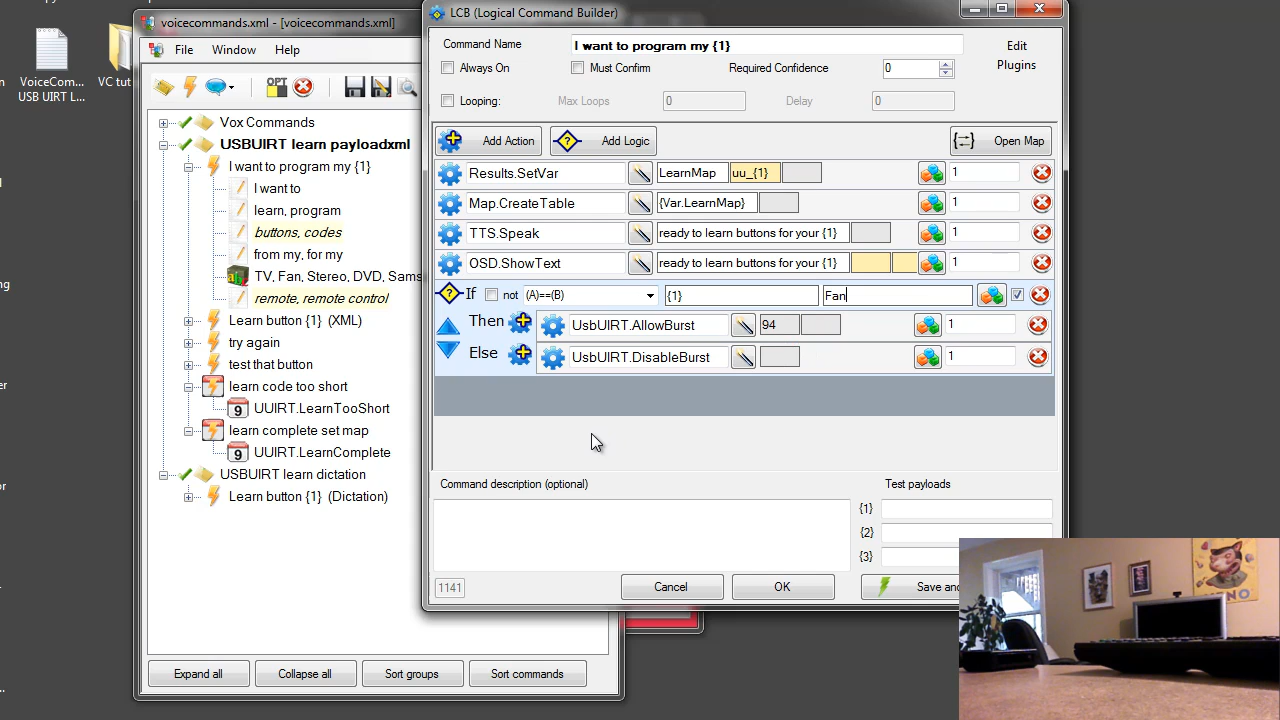 VoiceCom...
USB UIRT L...
VC tut
voicecommands.xml - [voicecommands.xml]
File Window Help
OPT
Vox Commands
USBUIRT learn payloadxml
I want to program my {1}
I want to
learn, program
buttons, codes
from my, for my
TV, Fan, Stereo, DVD, Sams
remote, remote control
Learn button {1} (XML)
try again
test that button
learn code too short
9 UUIRT.LearnTooShort
learn complete set map
9 UUIRT.LearnComplete
USBUIRT learn dictation
Learn button {1} (Dictation)
Expand all Collapse all Sort groups Sort commands
LCB (Logical Command Builder)
Command Name I want to program my {1} Edit Plugins
Always On Must Confirm Required Confidence 0
Looping: Max Loops 0 Delay 0
Add Action Add Logic Open Map
Results.SetVar LearnMap uu_{1} 1
Map.CreateTable {Var.LearnMap} 1
TTS.Speak ready to learn buttons for your {1} 1
OSD.ShowText ready to learn buttons for your {1} 1
If not (A)==(B) {1} Fan
Then UsbUIRT.AllowBurst 94 1
Else UsbUIRT.DisableBurst 1
Command description (optional) Test payloads
{1}
{2}
{3}
1141 Cancel OK Save and